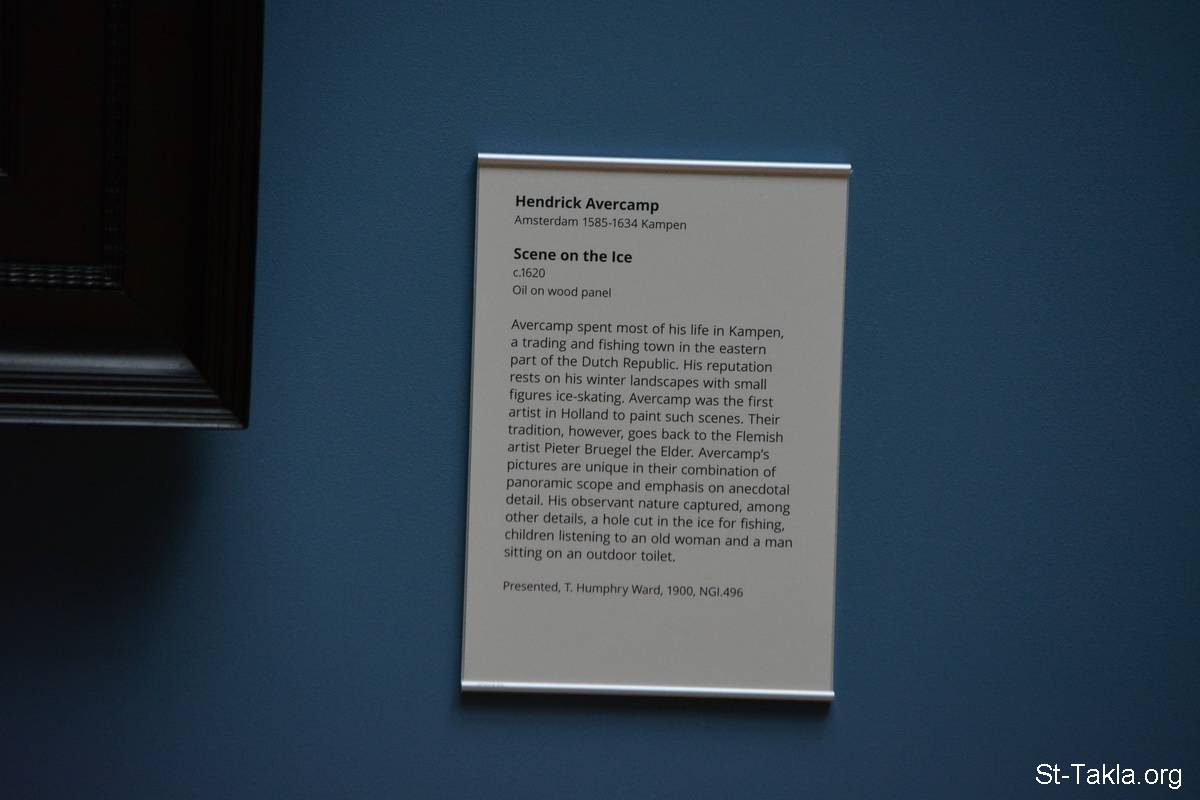 Hendrick Avercamp
Amsterdam 1585-1634 Kampen
Scene on the Ice
c.1620
Oil on wood panel
Avercamp spent most of his life in Kampen,
a trading and fishing town in the eastern
part of the Dutch Republic. His reputation
rests on his winter landscapes with small
figures ice-skating. Avercamp was the first
artist in Holland to paint such scenes. Their
tradition, however, goes back to the Flemish
artist Pieter Bruegel the Elder. Avercamp's
pictures are unique in their combination of
panoramic scope and emphasis on anecdotal
detail. His observant nature captured, among
other details, a hole cut in the ice for fishing,
children listening to an old woman and a man
sitting on an outdoor toilet.
Presented, T. Humphry Ward, 1900, NGI.496
St-Takla.org